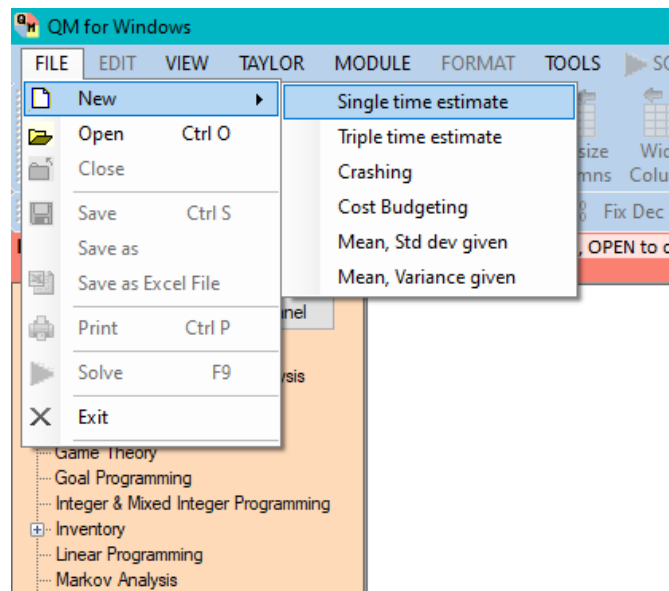 QM for Windows
FILE EDIT VIEW TAYLOR MODULE FORMAT TOOLS
New
Open Ctrl O
Close
Save Ctrl S
Save as
Save as Excel File
Print Ctrl P
Solve F9
Exit
Single time estimate
Triple time estimate
Crashing
Cost Budgeting
Mean, Std dev given
Mean, Variance given
Fix Dec
, OPEN to
Game Theory
Goal Programming
Integer & Mixed Integer Programming
Inventory
Linear Programming
Markov Analysis